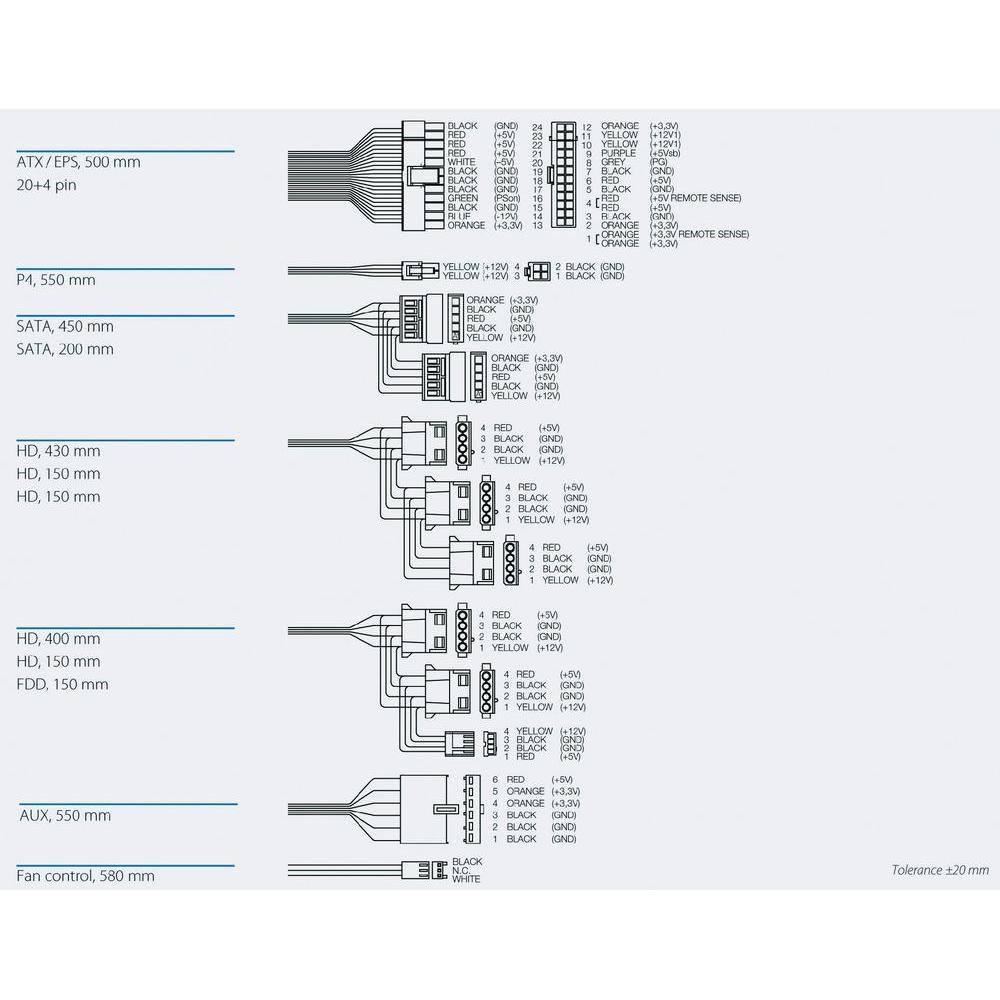 ATX / EPS, 500 mm
20+4 pin
BLACK (GND) 24
RED (+5V) 23
RED (+5V) 22
RED (+5V) 21
WHITE (-5V) 20
BLACK (GND) 19
BLACK (GND) 18
BLACK (GND) 17
GREEN (PSon) 16
BLACK (GND) 15
BLUE (-12V) 14
ORANGE (+3,3V) 13
12 ORANGE (+3,3V)
11 YELLOW (+12V1)
10 YELLOW (+12V1)
9 PURPLE (+5Vsb)
8 GREY (PG)
7 BLACK (GND)
6 RED (+5V)
5 BLACK (GND)
4 [ RED (+5V REMOTE SENSE)
RED (+5V)
3 BLACK (GND)
2 ORANGE (+3,3V)
1 [ ORANGE (+3,3V REMOTE SENSE)
ORANGE (+3,3V)
P4, 550 mm
YELLOW (+12V) 4 2 BLACK (GND)
YELLOW (+12V) 3 1 BLACK (GND)
SATA, 450 mm
SATA, 200 mm
ORANGE (+3,3V)
BLACK (GND)
RED (+5V)
BLACK (GND)
YELLOW (+12V)
ORANGE (+3,3V)
BLACK (GND)
RED (+5V)
BLACK (GND)
YELLOW (+12V)
HD, 430 mm
HD, 150 mm
HD, 150 mm
4 RED (+5V)
3 BLACK (GND)
2 BLACK (GND)
1 YELLOW (+12V)
4 RED (+5V)
3 BLACK (GND)
2 BLACK (GND)
1 YELLOW (+12V)
4 RED (+5V)
3 BLACK (GND)
2 BLACK (GND)
1 YELLOW (+12V)
HD, 400 mm
HD, 150 mm
FDD, 150 mm
4 RED (+5V)
3 BLACK (GND)
2 BLACK (GND)
1 YELLOW (+12V)
4 RED (+5V)
3 BLACK (GND)
2 BLACK (GND)
1 YELLOW (+12V)
4 YELLOW (+12V)
3 BLACK (GND)
2 BLACK (GND)
1 RED (+5V)
AUX, 550 mm
6 RED (+5V)
5 ORANGE (+3,3V)
4 ORANGE (+3,3V)
3 BLACK (GND)
2 BLACK (GND)
1 BLACK (GND)
Fan control, 580 mm
BLACK
N.C.
WHITE
Tolerance ±20 mm